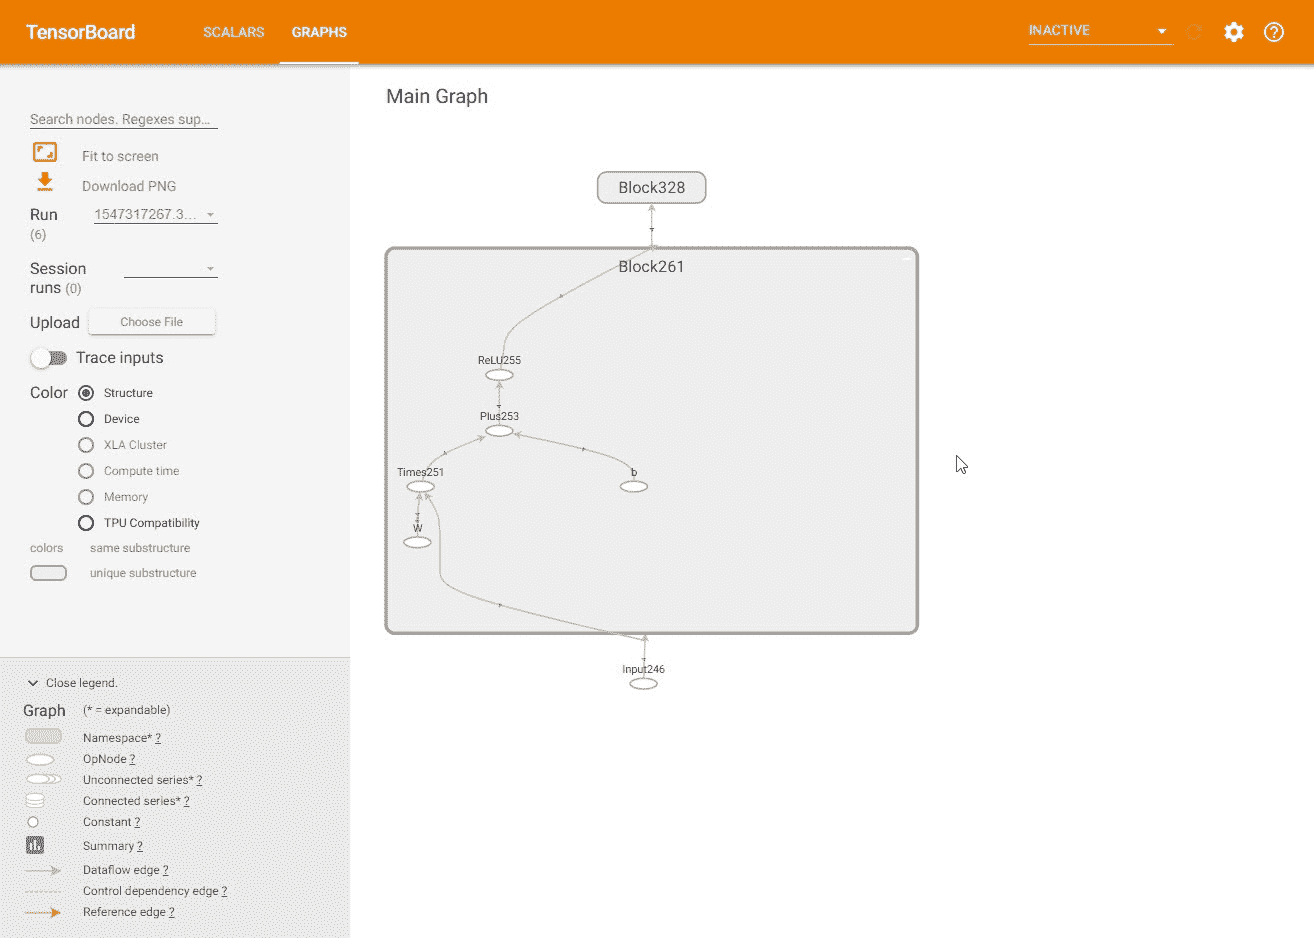 TensorBoard
SCALARS
GRAPHS
INACTIVE
Search nodes. Regexes sup...
Fit to screen
Download PNG
Run
(6)
1547317267.3...
Session
runs (0)
Upload
Choose File
Trace inputs
Color
Structure
Device
XLA Cluster
Compute time
Memory
TPU Compatibility
colors
same substructure
unique substructure
Close legend.
Graph
(* = expandable)
Namespace* ?
OpNode ?
Unconnected series* ?
Connected series* ?
Constant ?
Summary ?
Dataflow edge ?
Control dependency edge ?
Reference edge ?
Main Graph
Block328
Block261
ReLU255
Plus253
Times251
b
W
Input246